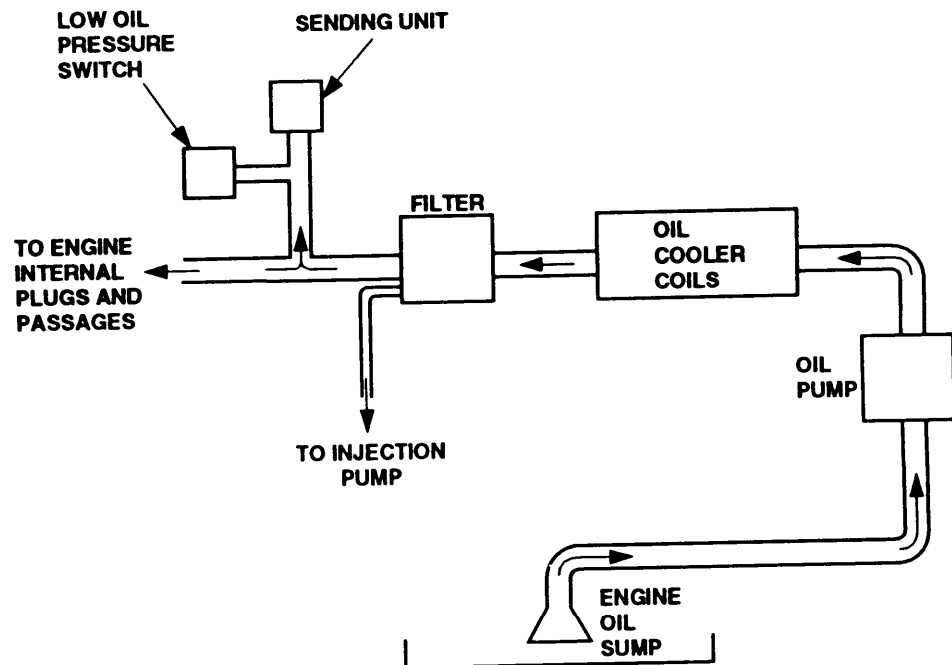 LOW OIL
PRESSURE
SWITCH
SENDING UNIT
FILTER
OIL
COOLER
COILS
TO ENGINE
INTERNAL
PLUGS AND
PASSAGES
OIL
PUMP
TO INJECTION
PUMP
ENGINE
OIL
SUMP